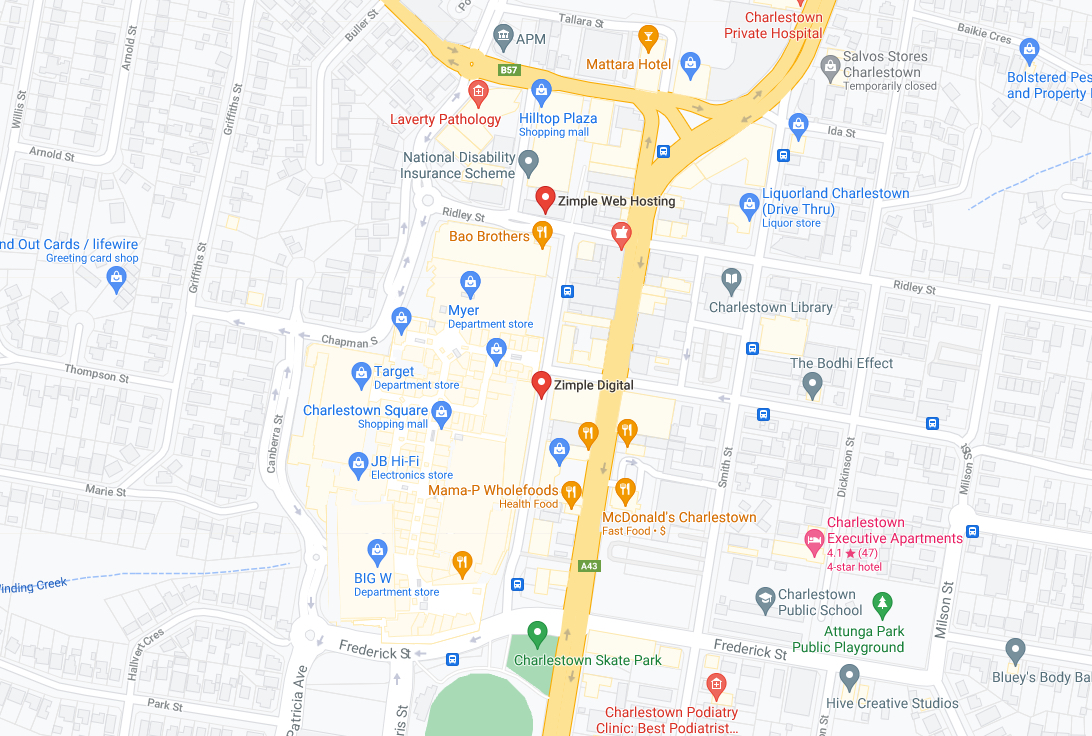 Buller St
Po
Tallara St
Charlestown
Private Hospital
Baikie Cres
Arnold St
APM
Mattara Hotel
Salvos Stores
Charlestown
Temporarily closed
Bolstered Pes
and Property
B57
Willis St
Griffiths St
Laverty Pathology
Hilltop Plaza
Shopping mall
Ida St
Arnold St
National Disability
Insurance Scheme
Liquorland Charlestown
(Drive Thru)
Liquor store
Zimple Web Hosting
Ridley St
Bao Brothers
nd Out Cards / lifewire
Greeting card shop
Griffiths St
Ridley St
Myer
Department store
Charlestown Library
Chapman S
The Bodhi Effect
Thompson St
Target
Department store
Zimple Digital
Charlestown Square
Shopping mall
Canberra St
JB Hi-Fi
Electronics store
Smith St
Dickinson St
Milson St
Marie St
Mama-P Wholefoods
Health Food
McDonald's Charlestown
Fast Food • $
Charlestown
Executive Apartments
4.1 ★ (47)
4-star hotel
BIG W
Department store
A43
inding Creek
Charlestown
Public School
Milson St
Attunga Park
Public Playground
Hallvert Cres
Frederick St
Charlestown Skate Park
Frederick St
Bluey's Body Ba
Patricia Ave
Park St
ris St
Charlestown Podiatry
Clinic: Best Podiatrist...
Hive Creative Studios
on St